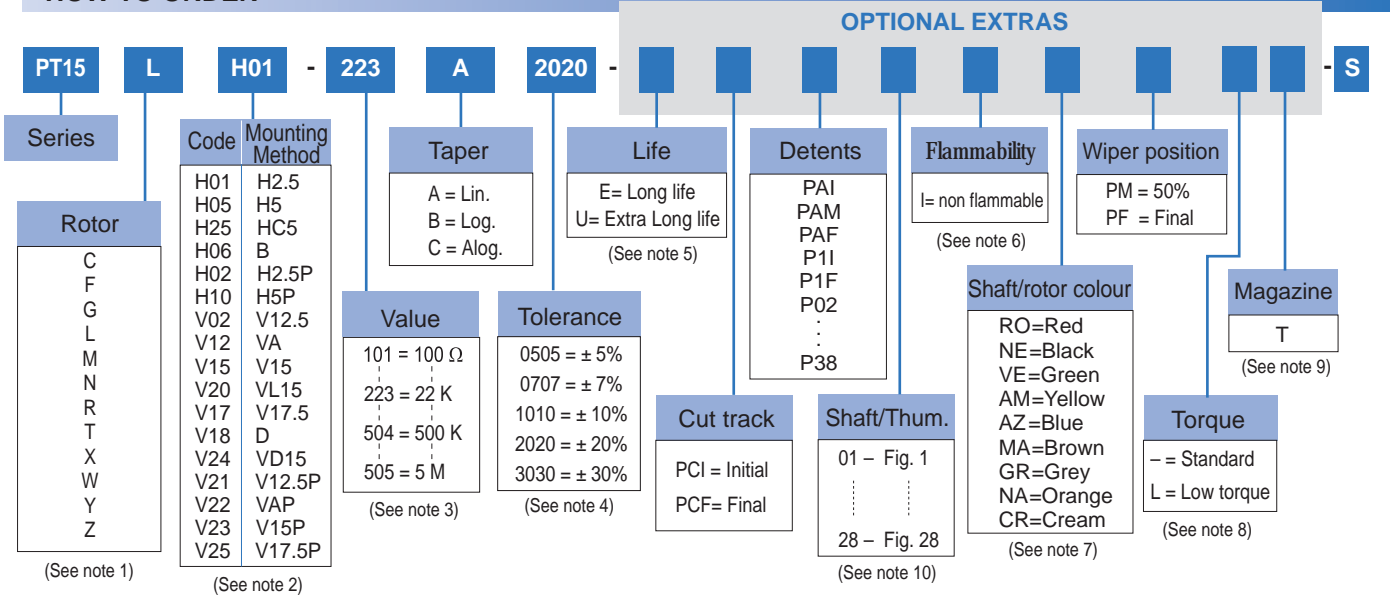 OPTIONAL EXTRAS
PT15 L H01 - 223 A 2020 - - S
Series
Rotor
C
F
G
L
M
N
R
T
X
W
Y
Z
(See note 1)
Code Mounting Method
H01 H2.5
H05 H5
H25 HC5
H06 B
H02 H2.5P
H10 H5P
V02 V12.5
V12 VA
V15 V15
V20 VL15
V17 V17.5
V18 D
V24 VD15
V21 V12.5P
V22 VAP
V23 V15P
V25 V17.5P
(See note 2)
Value
101 = 100 Ω
223 = 22 K
504 = 500 K
505 = 5 M
(See note 3)
Taper
A = Lin.
B = Log.
C = Alog.
Tolerance
0505 = ± 5%
0707 = ± 7%
1010 = ± 10%
2020 = ± 20%
3030 = ± 30%
(See note 4)
Life
E= Long life
U= Extra Long life
(See note 5)
Cut track
PCI = Initial
PCF= Final
Detents
PAI
PAM
PAF
P1I
P1F
P02
:
:
P38
Shaft/Thum.
01 – Fig. 1
28 – Fig. 28
(See note 10)
Flammability
I= non flammable
(See note 6)
Shaft/rotor colour
RO=Red
NE=Black
VE=Green
AM=Yellow
AZ=Blue
MA=Brown
GR=Grey
NA=Orange
CR=Cream
(See note 7)
Wiper position
PM = 50%
PF = Final
Torque
– = Standard
L = Low torque
(See note 8)
Magazine
T
(See note 9)